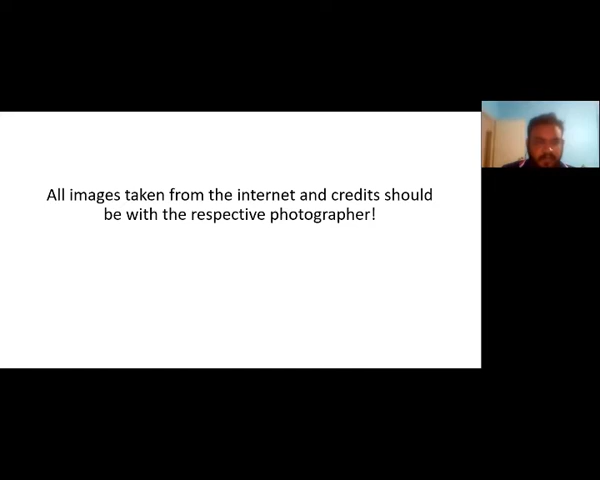 All images taken from the internet and credits should
be with the respective photographer!